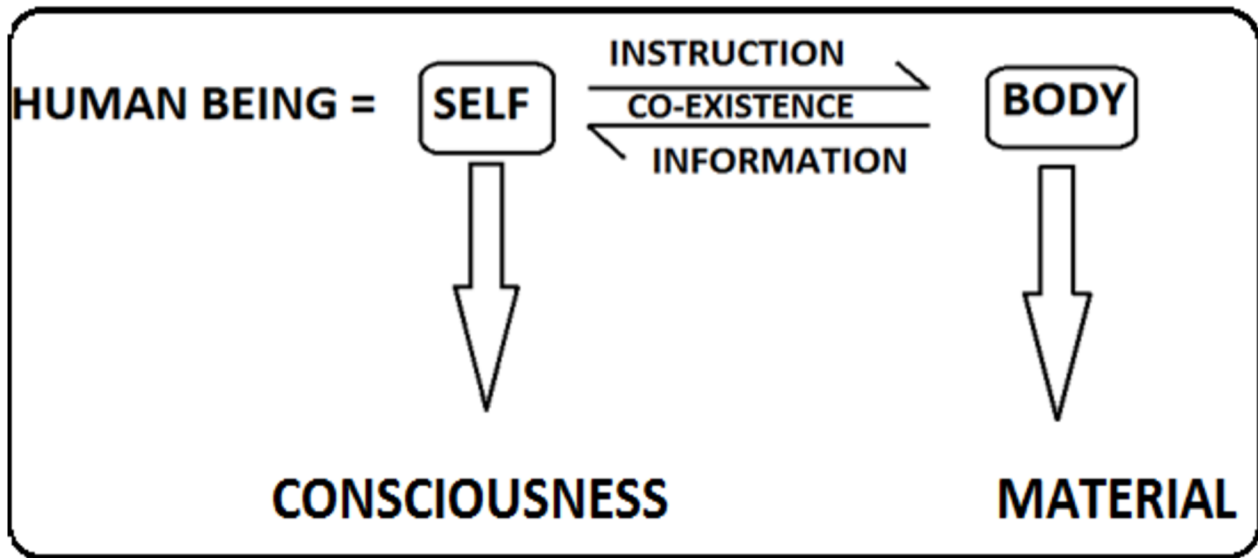 INSTRUCTION
HUMAN BEING = SELF CO-EXISTENCE BODY
INFORMATION
CONSCIOUSNESS MATERIAL